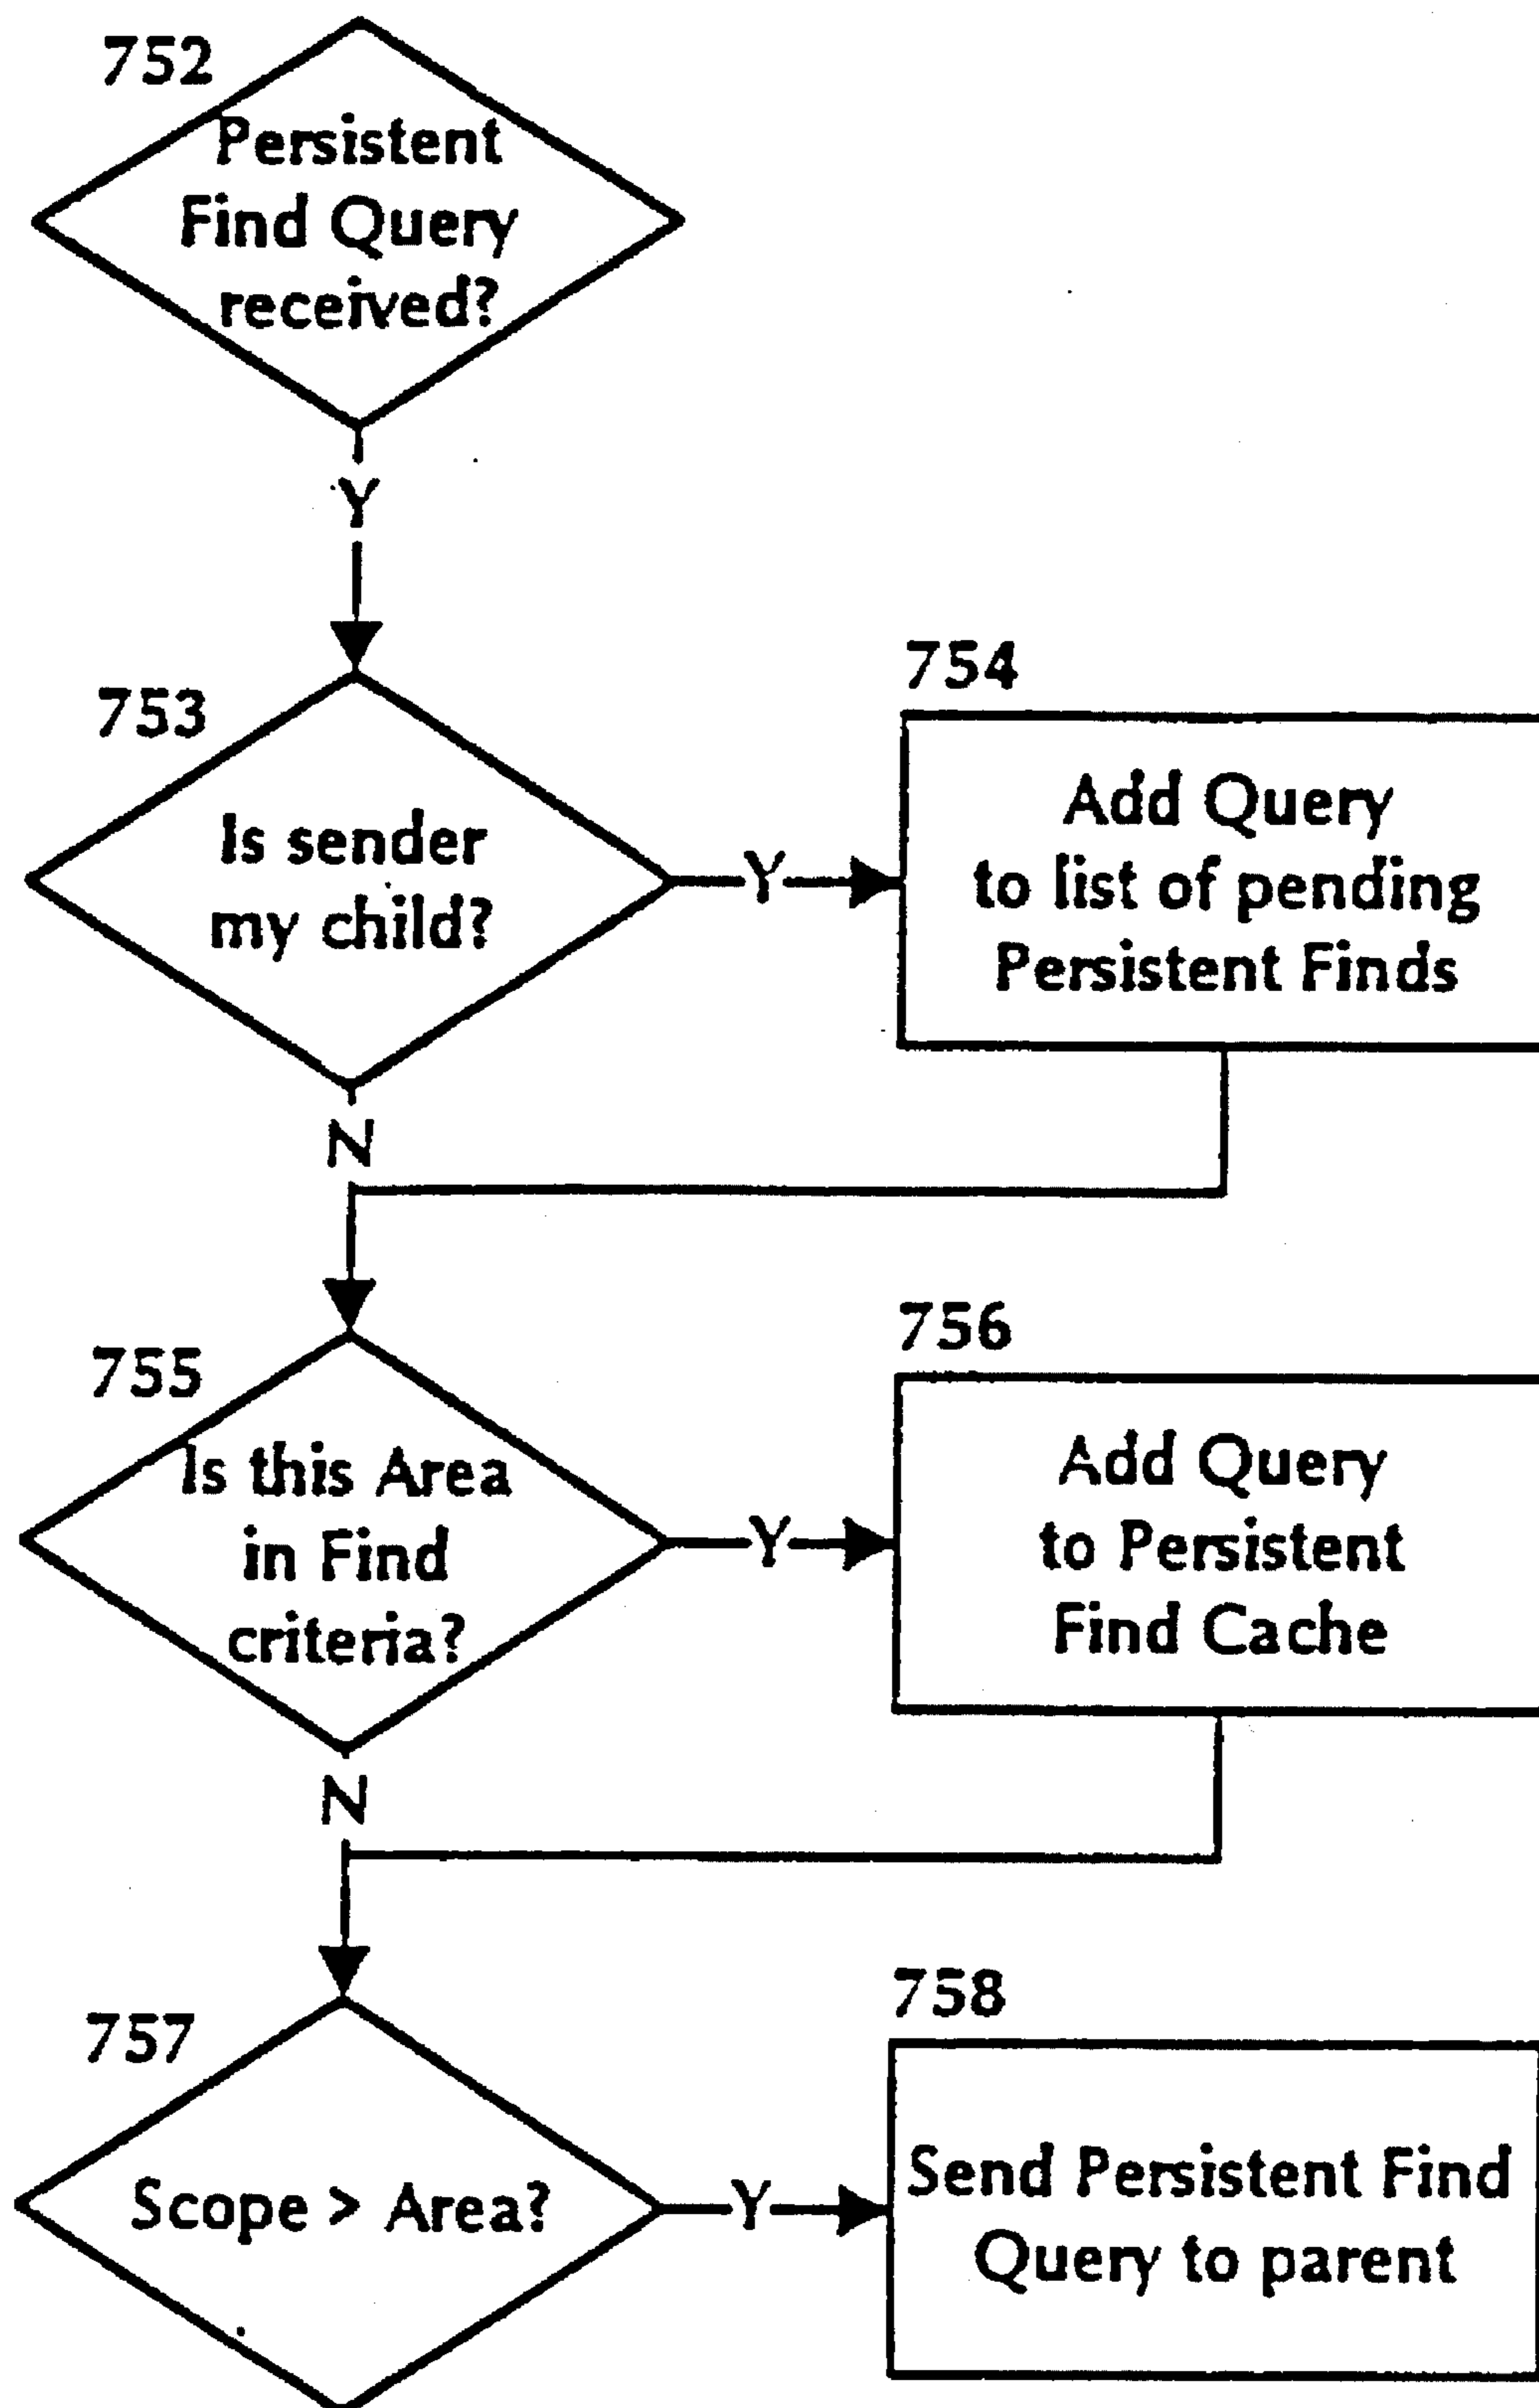 752
Persistent
Find Query
received?
Y
753
Is sender
my child?
Y
754
Add Query
to list of pending
Persistent Finds
N
755
Is this Area
in Find
criteria?
Y
756
Add Query
to Persistent
Find Cache
N
757
Scope > Area?
Y
758
Send Persistent Find
Query to parent